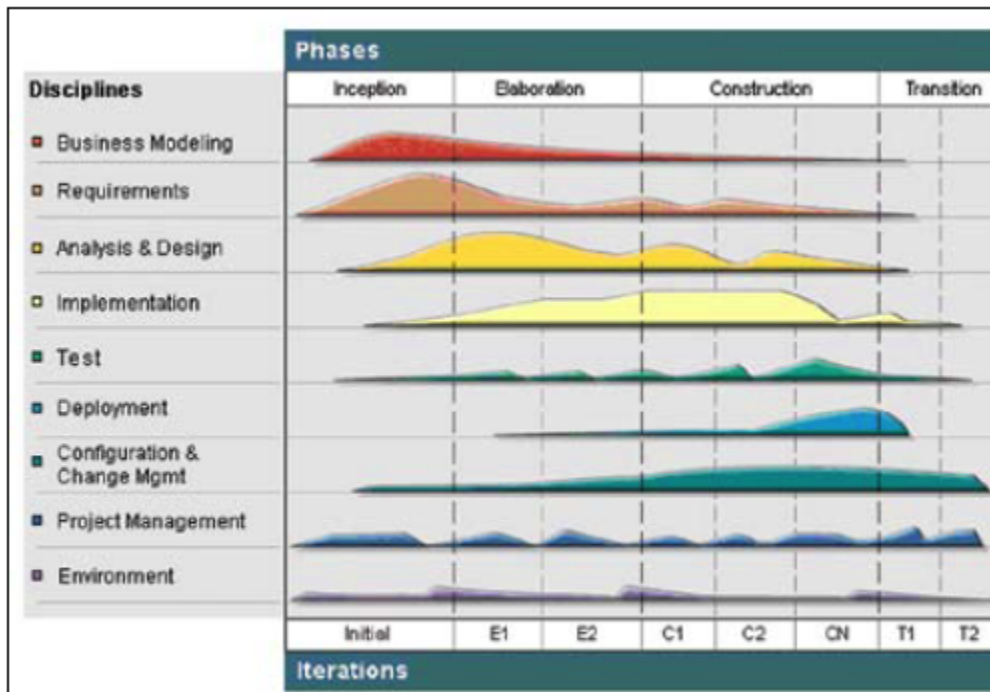 Phases
Disciplines
Inception
Elaboration
Construction
Transition
Business Modeling
Requirements
Analysis & Design
Implementation
Test
Deployment
Configuration &
Change Mgmt
Project Management
Environment
Initial
E1
E2
C1
C2
CN
T1
T2
Iterations